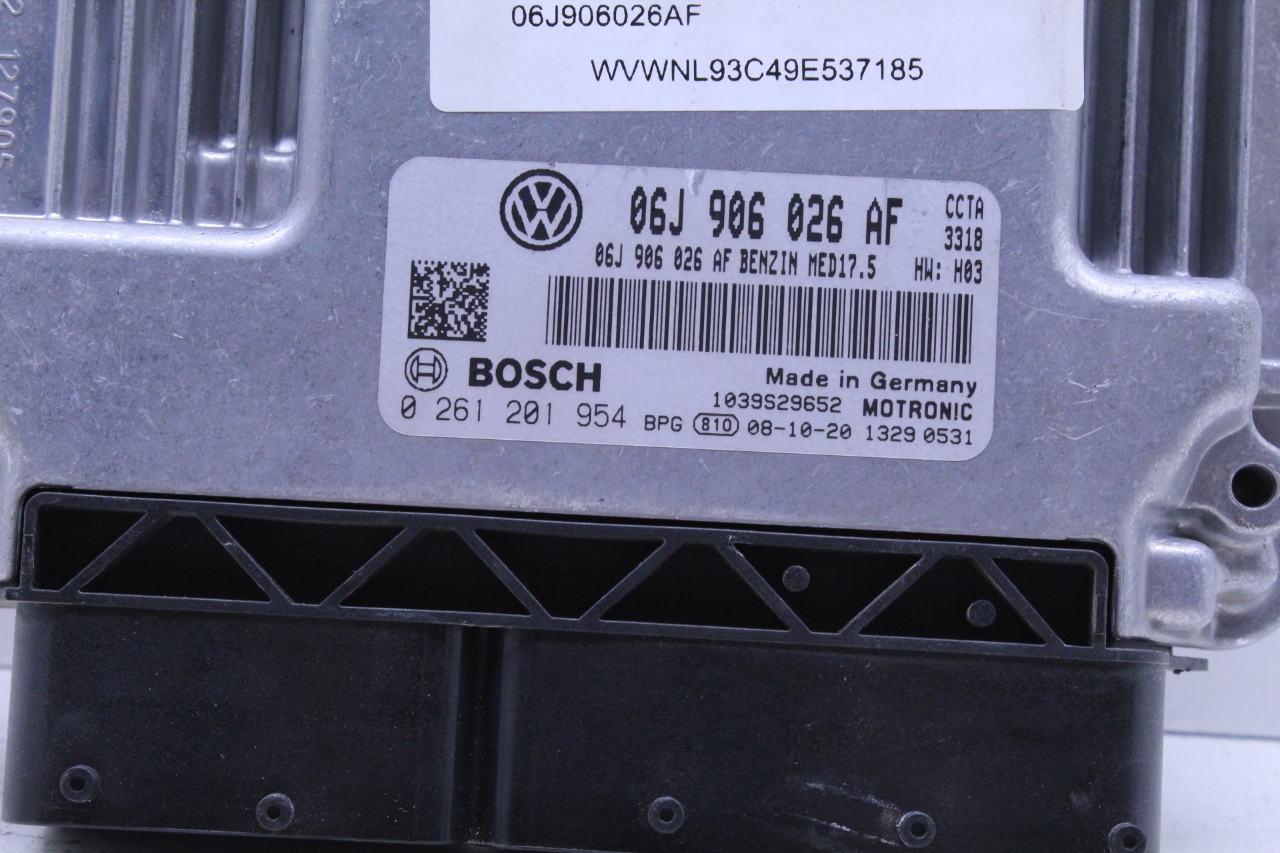 06J906026AF
WVWNL93C49E537185
06J 906 026 AF
CCTA
3318
06J 906 026 AF BENZIN MED17.5 HW: H03
BOSCH
Made in Germany
1039S29652 MOTRONIC
0 261 201 954 BPG 810 08-10-20 1329 0531